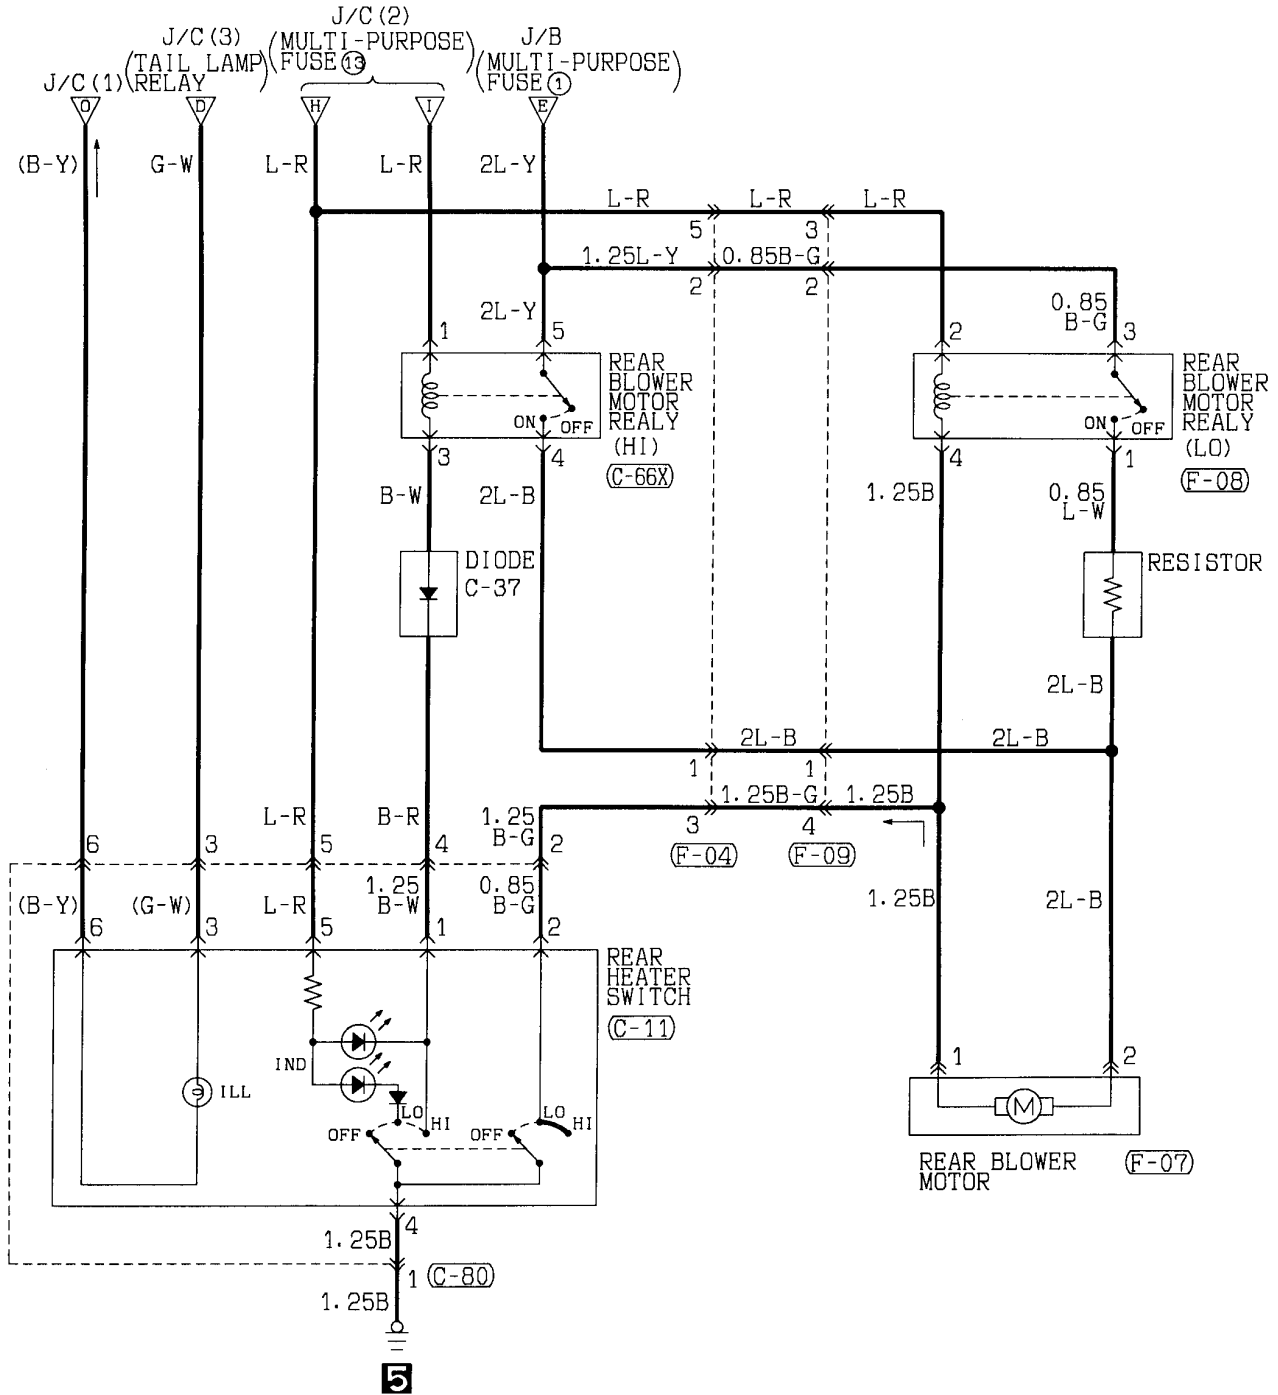 J/C(1)
J/C(3)
(TAIL LAMP
RELAY)
J/C(2)
(MULTI-PURPOSE
FUSE⑬)
J/B
(MULTI-PURPOSE
FUSE①)
O
D
H
I
E
(B-Y)
G-W
L-R
L-R
2L-Y
L-R
L-R
L-R
5
3
1.25L-Y
0.85B-G
2
2
2L-Y
0.85
B-G
1
5
2
3
REAR
BLOWER
MOTOR
REALY
(HI)
C-66X
ON
OFF
REAR
BLOWER
MOTOR
REALY
(LO)
F-08
ON
OFF
3
4
4
1
B-W
2L-B
1.25B
0.85
L-W
DIODE
C-37
RESISTOR
2L-B
2L-B
2L-B
1
1
1.25B-G
1.25B
3
4
F-04
F-09
L-R
B-R
1.25
B-G
6
3
5
4
2
(B-Y)
(G-W)
L-R
1.25
B-W
0.85
B-G
1.25B
2L-B
6
3
5
1
2
REAR
HEATER
SWITCH
C-11
IND
ILL
LO
HI
OFF
LO
HI
OFF
1
2
M
REAR BLOWER
MOTOR
F-07
4
1.25B
1
C-80
1.25B
5